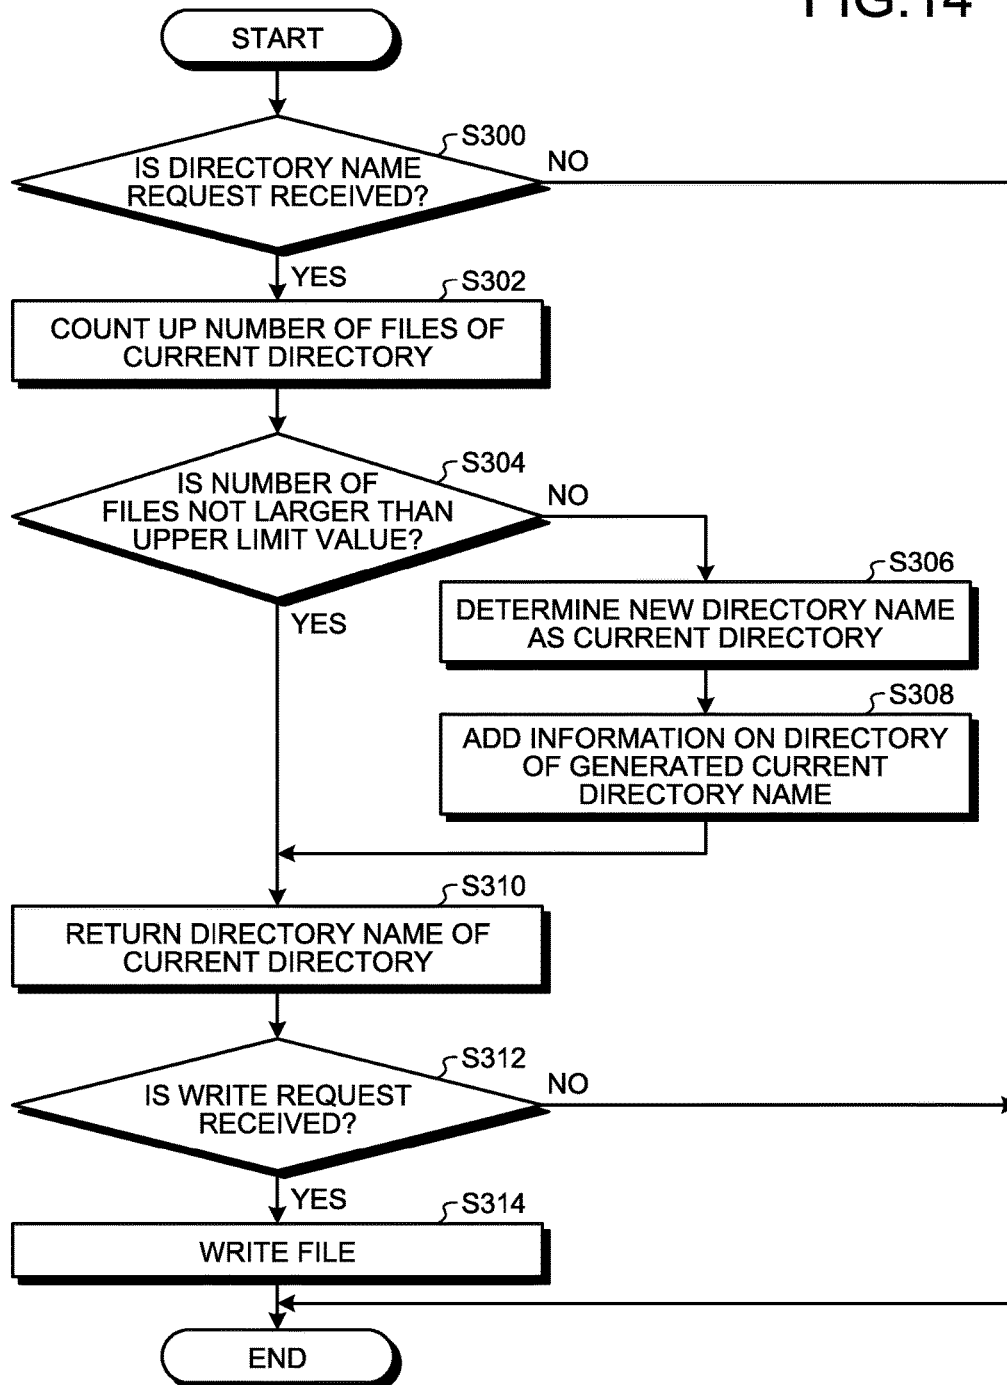 FIG.14
START
S300
IS DIRECTORY NAME
REQUEST RECEIVED?
NO
YES
S302
COUNT UP NUMBER OF FILES OF
CURRENT DIRECTORY
S304
IS NUMBER OF
FILES NOT LARGER THAN
UPPER LIMIT VALUE?
NO
YES
S306
DETERMINE NEW DIRECTORY NAME
AS CURRENT DIRECTORY
S308
ADD INFORMATION ON DIRECTORY
OF GENERATED CURRENT
DIRECTORY NAME
S310
RETURN DIRECTORY NAME OF
CURRENT DIRECTORY
S312
IS WRITE REQUEST
RECEIVED?
NO
YES
S314
WRITE FILE
END